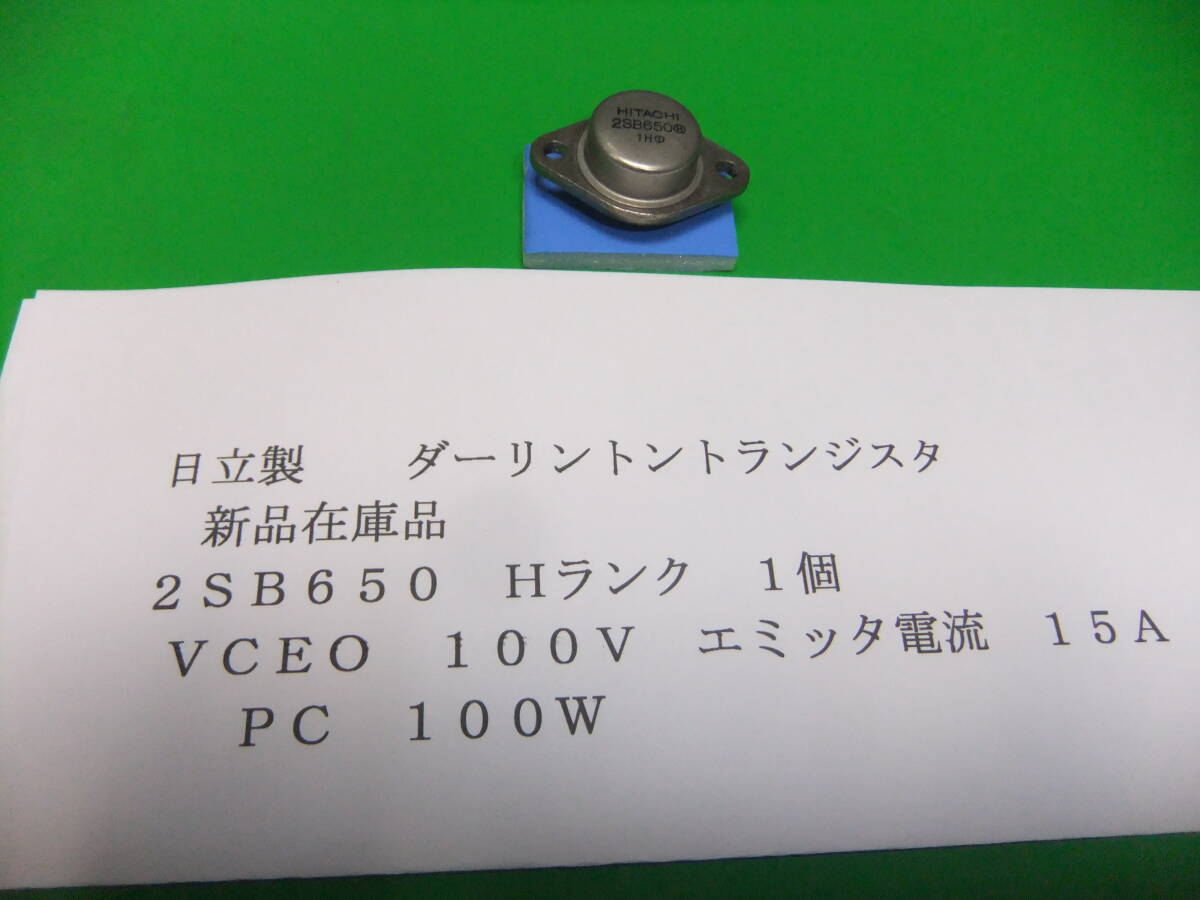 HITACHI
2SB650Ⓗ
1HΦ
日立製　　ダーリントントランジスタ
新品在庫品
２ＳＢ６５０　Ｈランク　１個
ＶＣＥＯ　１００Ｖ　エミッタ電流　１５Ａ
ＰＣ　１００Ｗ